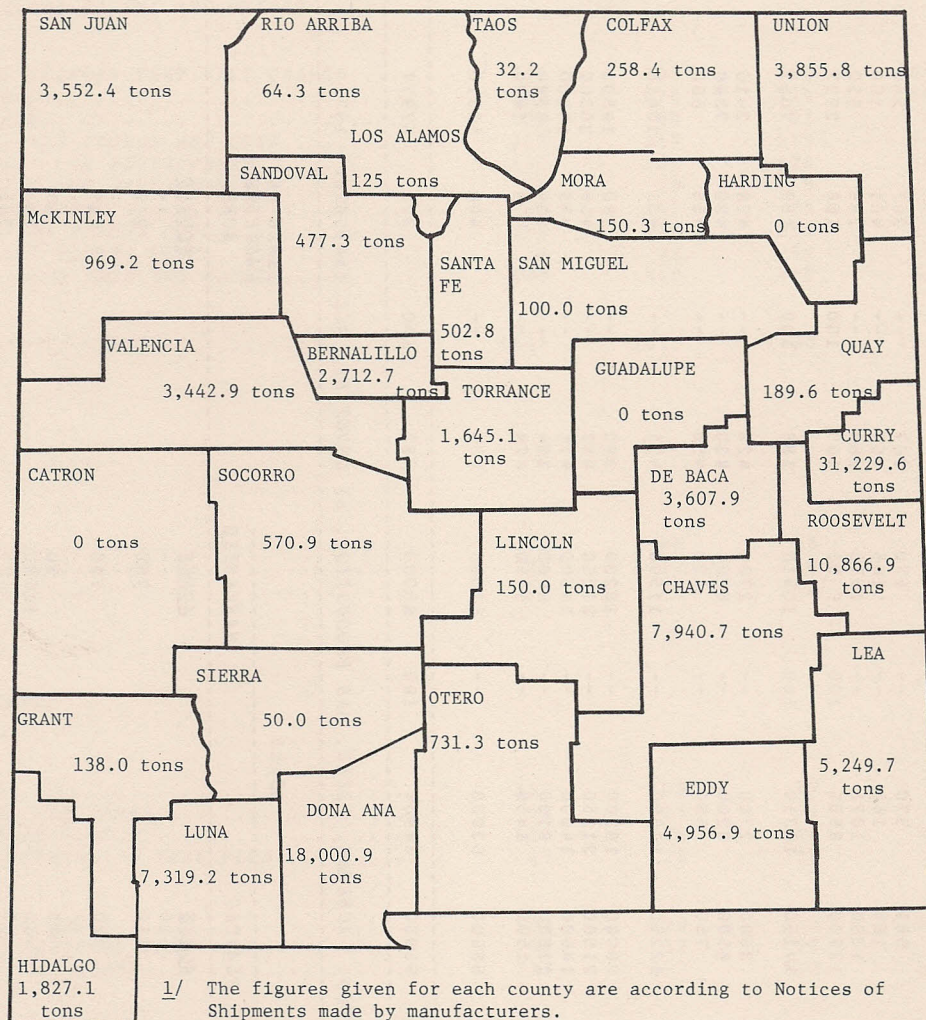 SAN JUAN
3,552.4 tons
RIO ARRIBA
64.3 tons
TAOS
32.2
tons
COLFAX
258.4 tons
UNION
3,855.8 tons
LOS ALAMOS
125 tons
SANDOVAL
477.3 tons
MORA
150.3 tons
HARDING
0 tons
McKINLEY
969.2 tons
SANTA
FE
502.8
tons
SAN MIGUEL
100.0 tons
VALENCIA
3,442.9 tons
BERNALILLO
2,712.7
tons
TORRANCE
1,645.1
tons
GUADALUPE
0 tons
QUAY
189.6 tons
CURRY
31,229.6
tons
CATRON
0 tons
SOCORRO
570.9 tons
DE BACA
3,607.9
tons
ROOSEVELT
10,866.9
tons
LINCOLN
150.0 tons
CHAVES
7,940.7 tons
LEA
5,249.7
tons
SIERRA
50.0 tons
OTERO
731.3 tons
GRANT
138.0 tons
EDDY
4,956.9 tons
LUNA
7,319.2 tons
DONA ANA
18,000.9
tons
HIDALGO
1,827.1
tons
1/ The figures given for each county are according to Notices of
Shipments made by manufacturers.